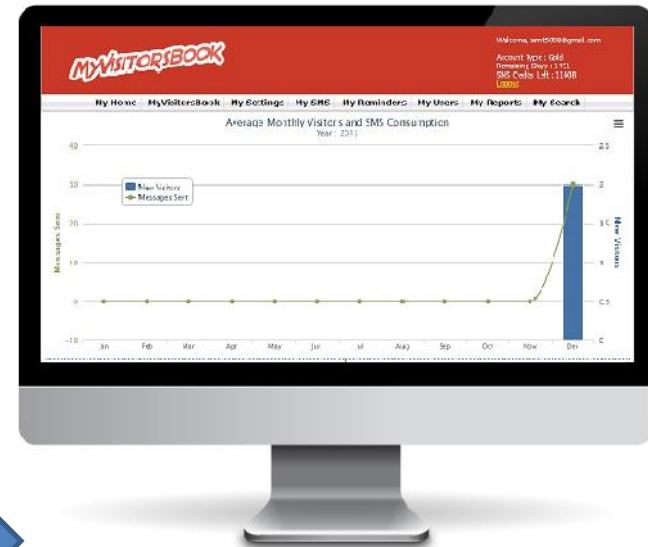 MyVisitorsBook
Welcome,
Account Type : Gold
SMS Credits Left : 11408
Logout
My Home MyVisitorsBook My Settings My SMS My Reminders My Users My Reports My Search
Average Monthly Visitors and SMS Consumption
40 2.5
30 2
New Visitors
Messages Sent
20 1.5
Messages Sent
New Visitors
10 1
0 0.5
-10 0
Jan Feb Mar Apr May Jun Jul Aug Sep Oct Nov Dec